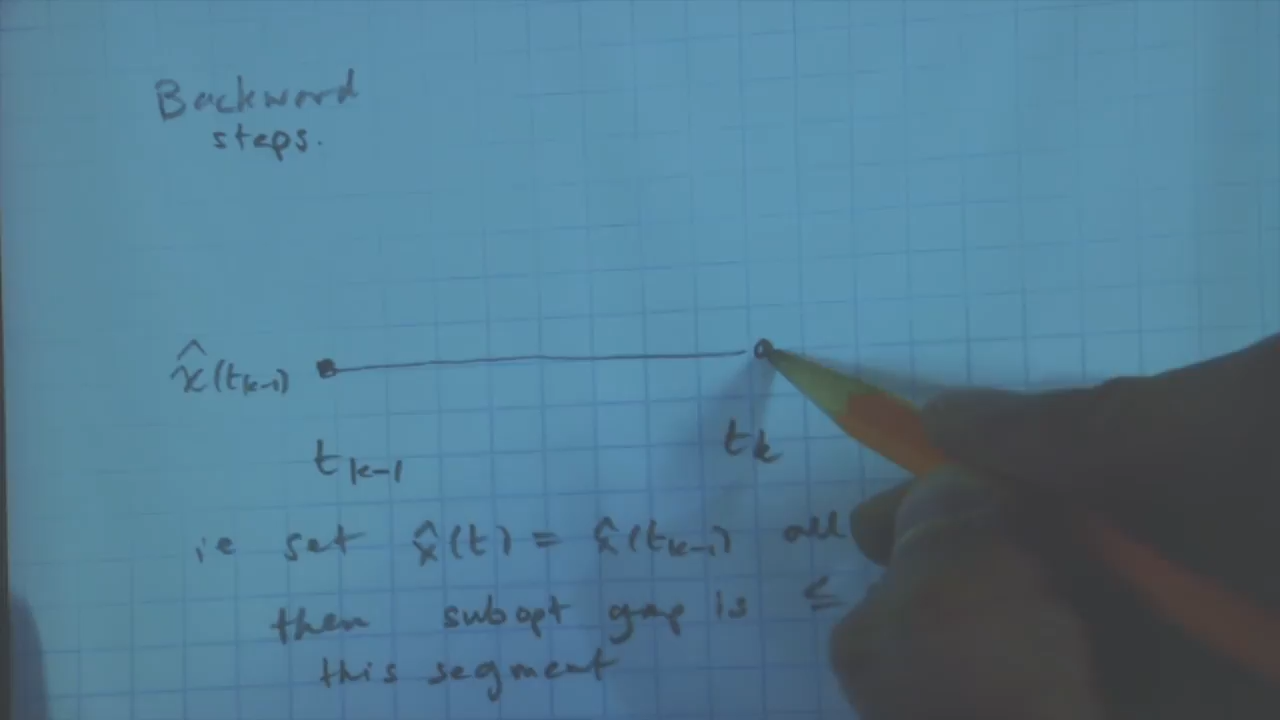 Backward
steps.
x̂(tₖ₋₁)
tₖ₋₁ tₖ
ie set x̂(t) = x̂(tₖ₋₁) all
then subopt gap is ≤
this segment